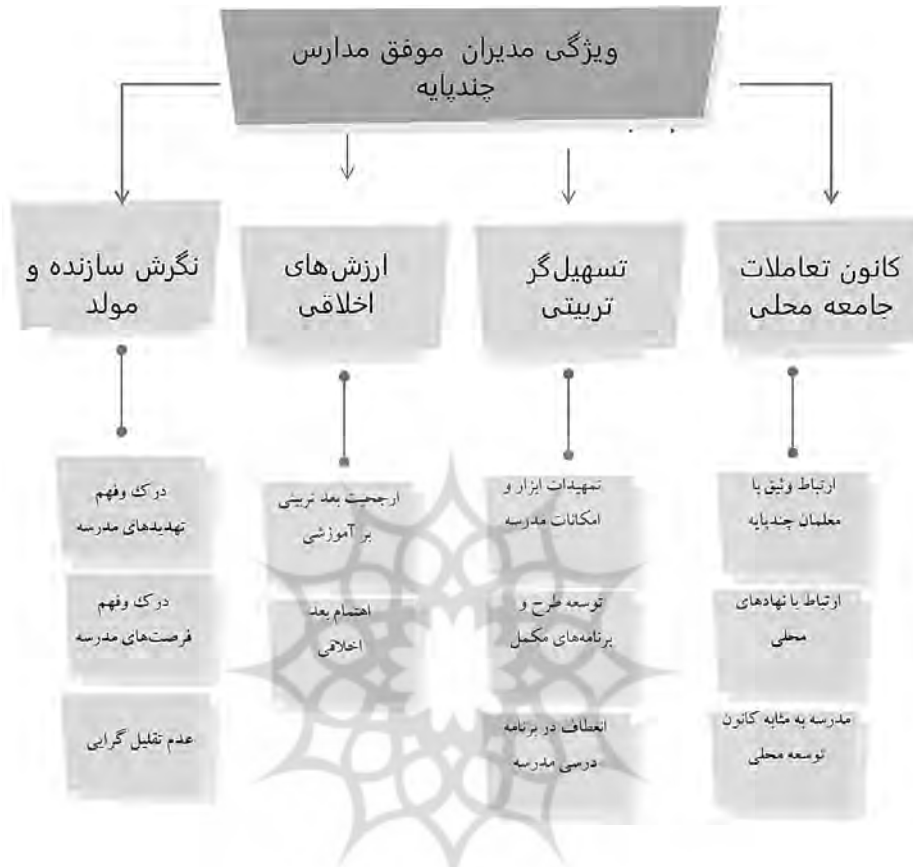 ویژگی مدیران موفق مدارس
چندپایه
کانون تعاملات
جامعه محلی
تسهیل‌گر
تربیتی
ارزش‌های
اخلاقی
نگرش سازنده و
مولد
ارتباط وثیق با
معلمان چندپایه
ارتباط با نهادهای
محلی
مدرسه به مثابه کانون
توسعه محلی
تمهیدات ابزار و
امکانات مدرسه
توسعه طرح و
برنامه‌های مکمل
انعطاف در برنامه
درسی مدرسه
ارجحیت بعد تربیتی
بر آموزشی
اهتمام بعد
اخلاقی
درک وفهم
تهدیدهای مدرسه
درک وفهم
فرصت‌های مدرسه
عدم تقلیل گرایی